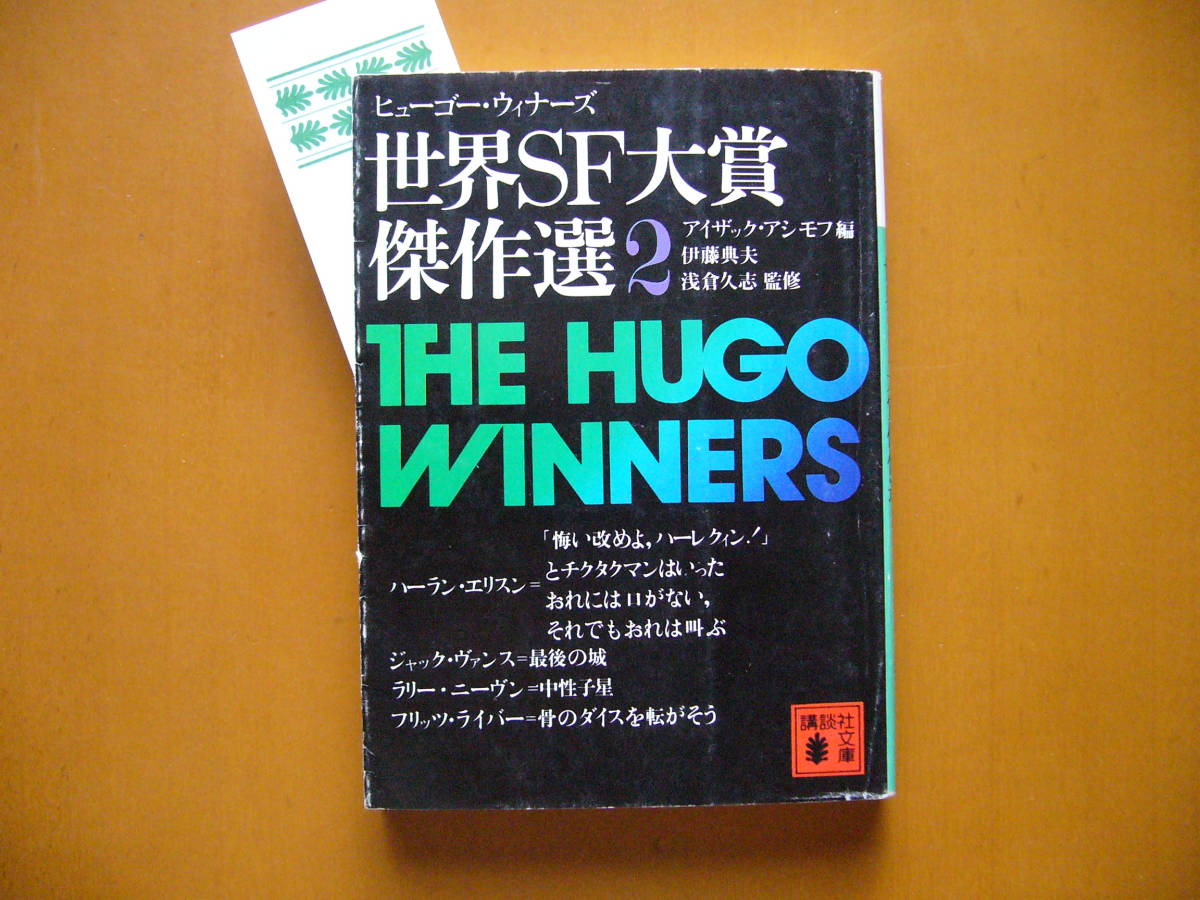 ヒューゴー・ウィナーズ
世界SF大賞
傑作選2
アイザック・アシモフ編
伊藤典夫
浅倉久志 監修
THE HUGO
WINNERS
ハーラン・エリスン=
「悔い改めよ,ハーレクィン!」
とチクタクマンはいった
おれには口がない,
それでもおれは叫ぶ
ジャック・ヴァンス=最後の城
ラリー・ニーヴン=中性子星
フリッツ・ライバー=骨のダイスを転がそう
講談社
文庫